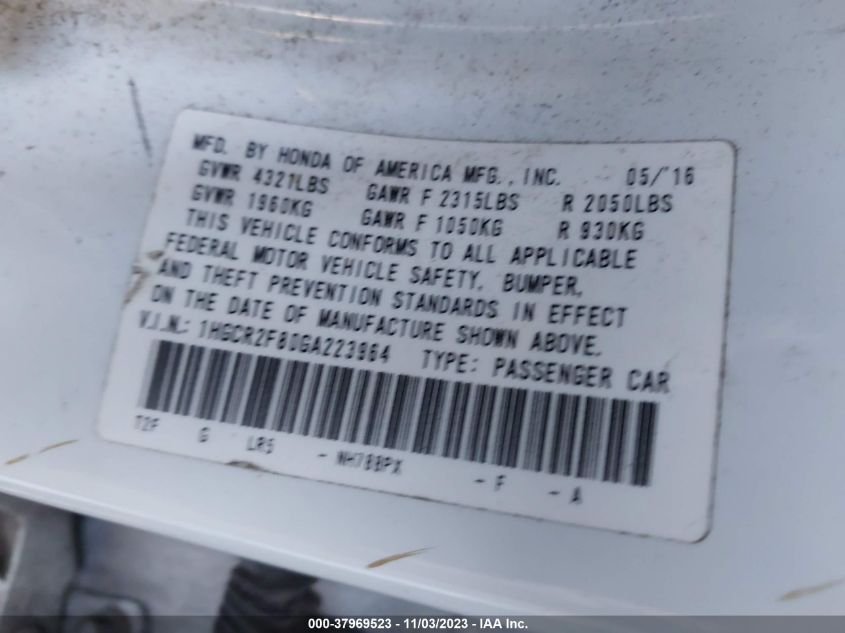 MFD. BY HONDA OF AMERICA MFG., INC. 05/'16
GVWR 4321LBS GAWR F 2315LBS R 2050LBS
GVWR 1960KG GAWR F 1050KG R 930KG
THIS VEHICLE CONFORMS TO ALL APPLICABLE
FEDERAL MOTOR VEHICLE SAFETY, BUMPER,
AND THEFT PREVENTION STANDARDS IN EFFECT
ON THE DATE OF MANUFACTURE SHOWN ABOVE.
V.I.N.: 1HGCR2F80GA223964 TYPE: PASSENGER CAR
T2F G LR5 - NH788PX - F - A
000-37969523 - 11/03/2023 - IAA Inc.